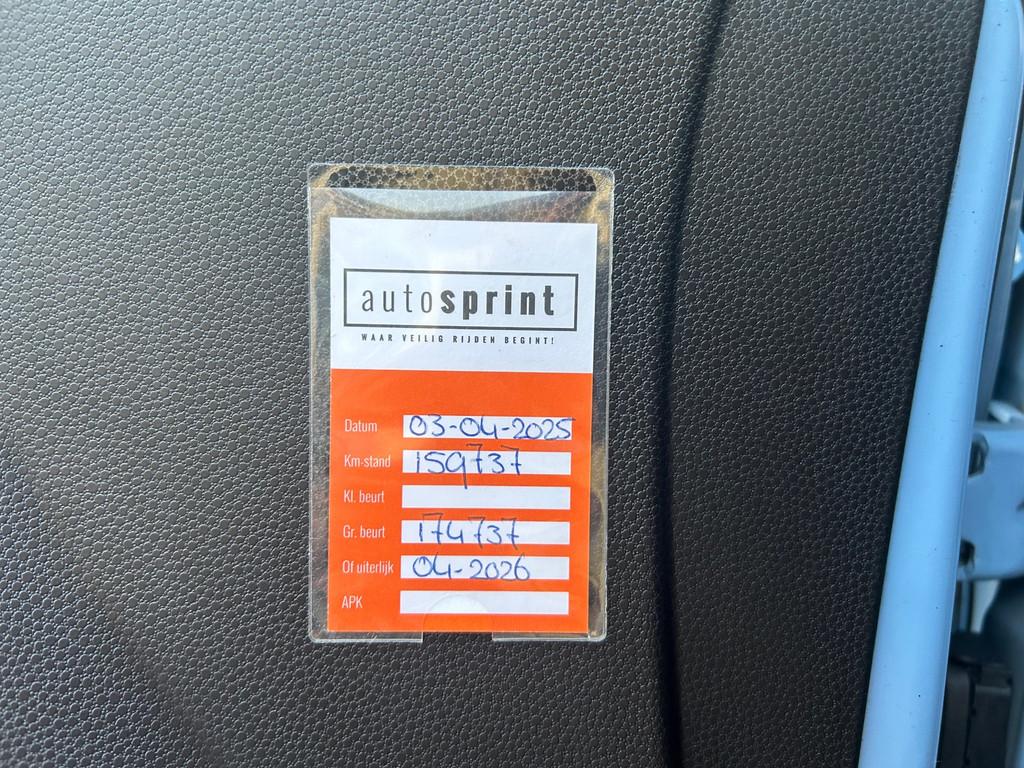 autosprint
WAAR VEILIG RIJDEN BEGINT!
Datum 03-04-2025
Km-stand 159737
Kl. beurt
Gr. beurt 174737
Of uiterlijk 04-2026
APK